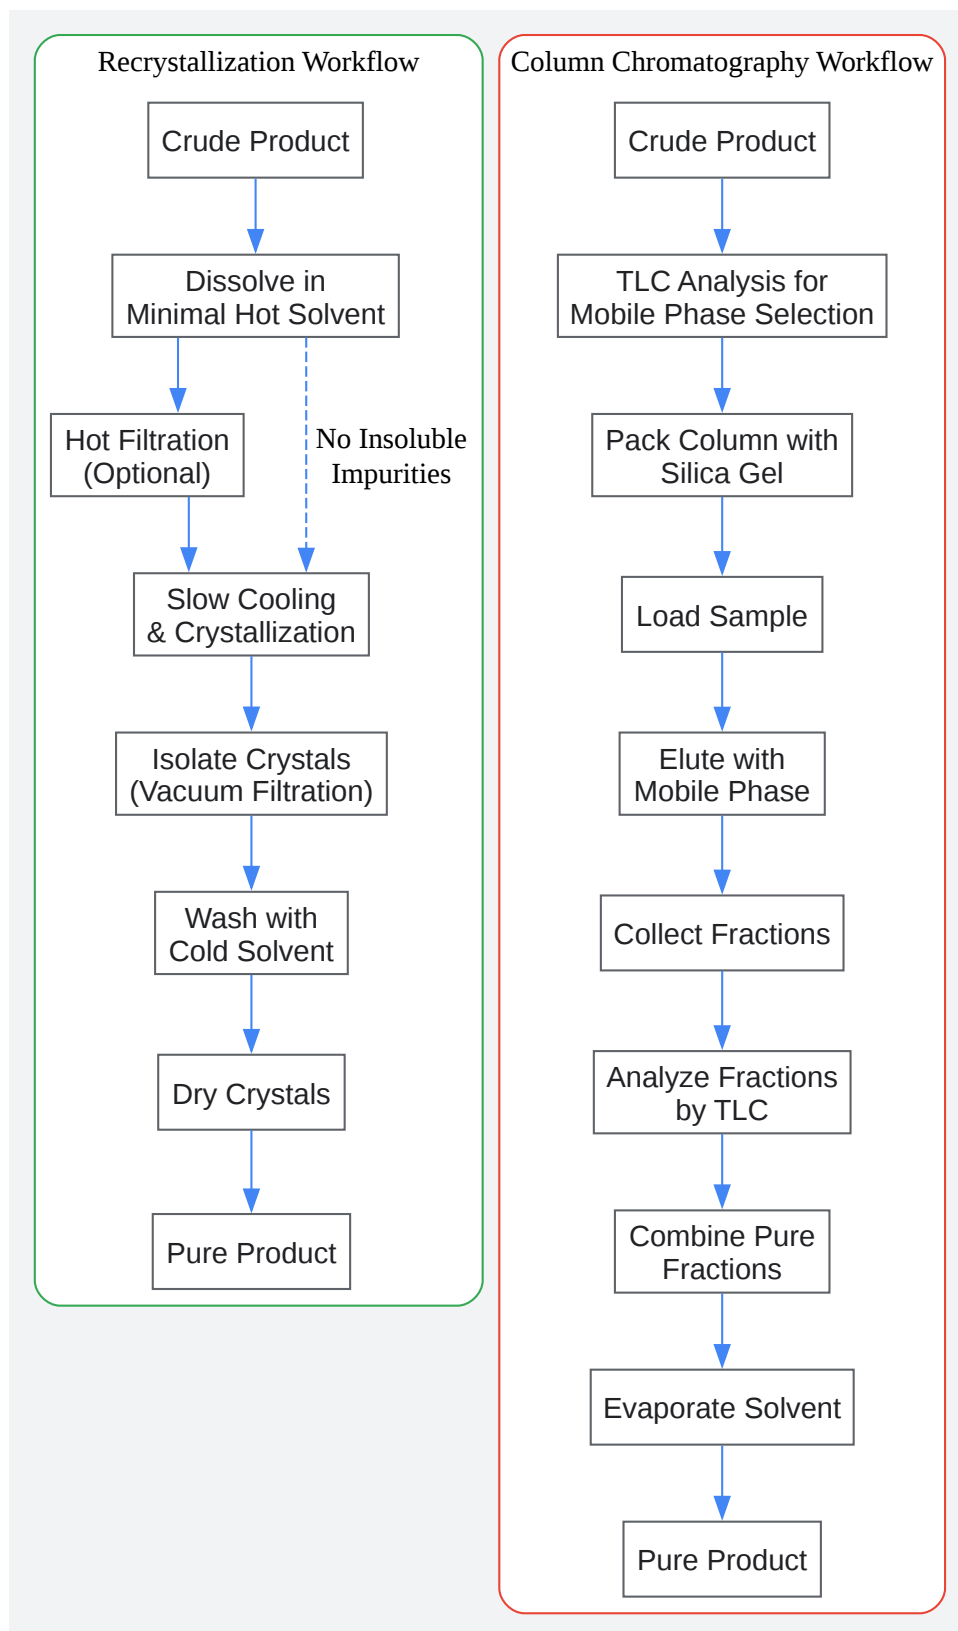 Recrystallization Workflow
Crude Product
Dissolve in
Minimal Hot Solvent
Hot Filtration
(Optional)
No Insoluble
Impurities
Slow Cooling
& Crystallization
Isolate Crystals
(Vacuum Filtration)
Wash with
Cold Solvent
Dry Crystals
Pure Product
Column Chromatography Workflow
Crude Product
TLC Analysis for
Mobile Phase Selection
Pack Column with
Silica Gel
Load Sample
Elute with
Mobile Phase
Collect Fractions
Analyze Fractions
by TLC
Combine Pure
Fractions
Evaporate Solvent
Pure Product